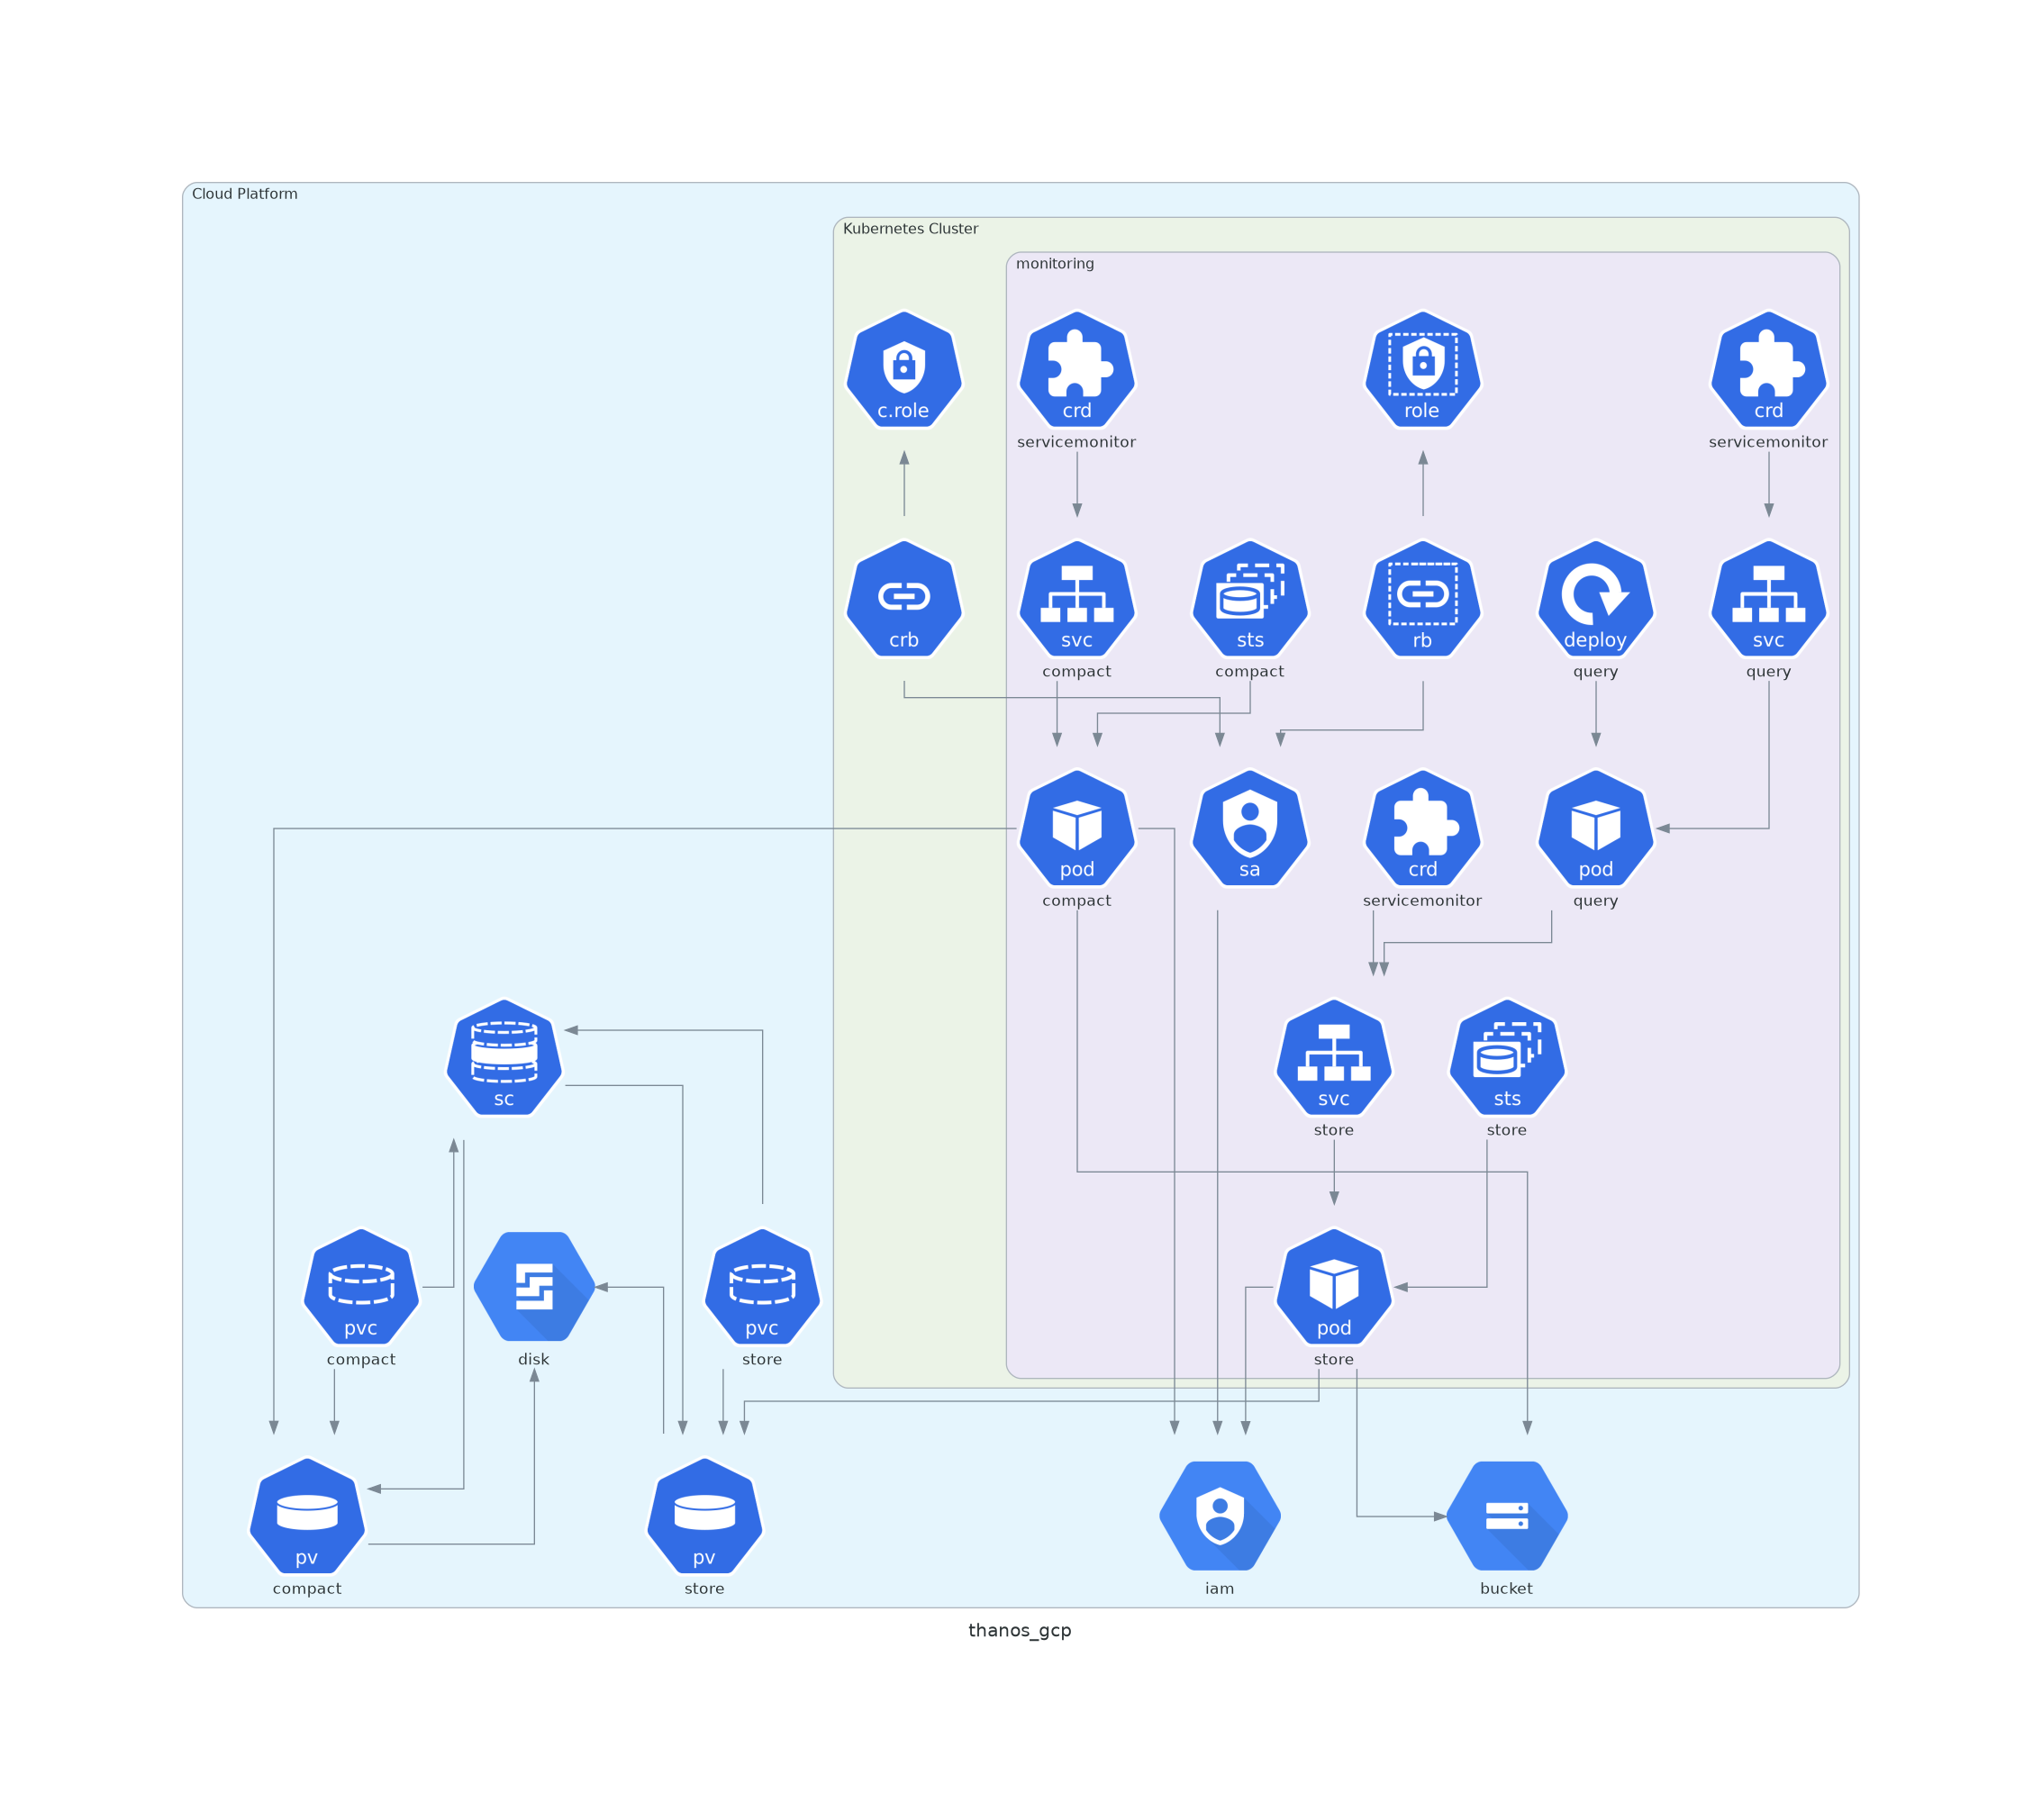 Cloud Platform
Kubernetes Cluster
monitoring
c.role
crd
servicemonitor
role
crd
servicemonitor
crb
svc
compact
sts
compact
rb
deploy
query
svc
query
pod
compact
sa
crd
servicemonitor
pod
query
sc
svc
store
sts
store
pvc
compact
disk
pvc
store
pod
store
pv
compact
pv
store
iam
bucket
thanos_gcp